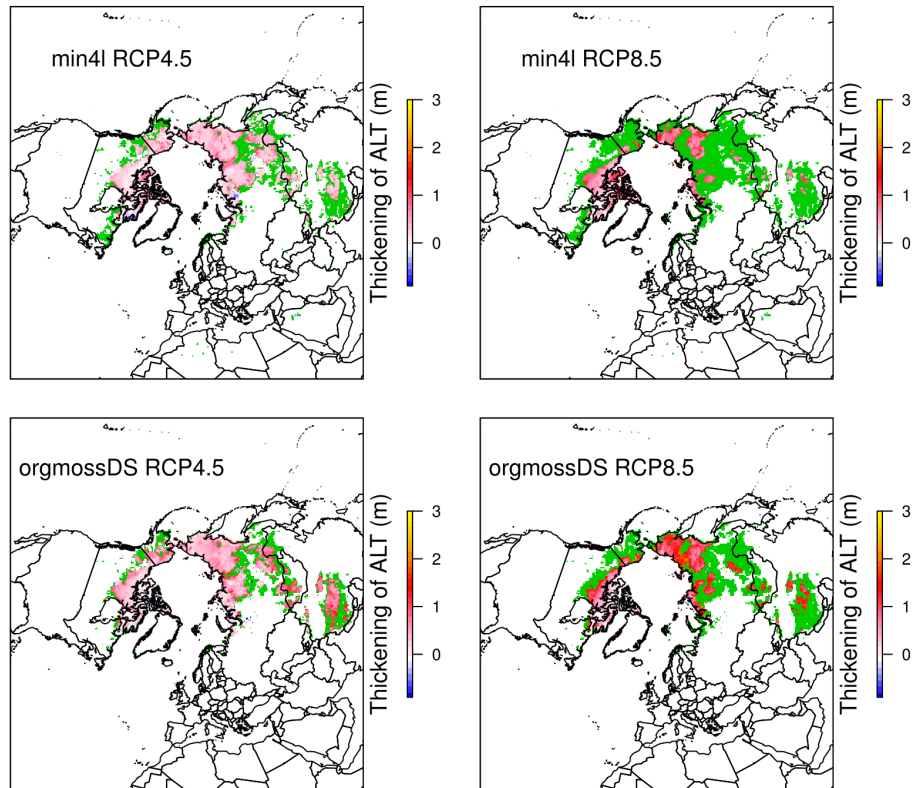 min4l RCP4.5
Thickening of ALT (m)
3
2
1
0
min4l RCP8.5
Thickening of ALT (m)
3
2
1
0
orgmossDS RCP4.5
Thickening of ALT (m)
3
2
1
0
orgmossDS RCP8.5
Thickening of ALT (m)
3
2
1
0